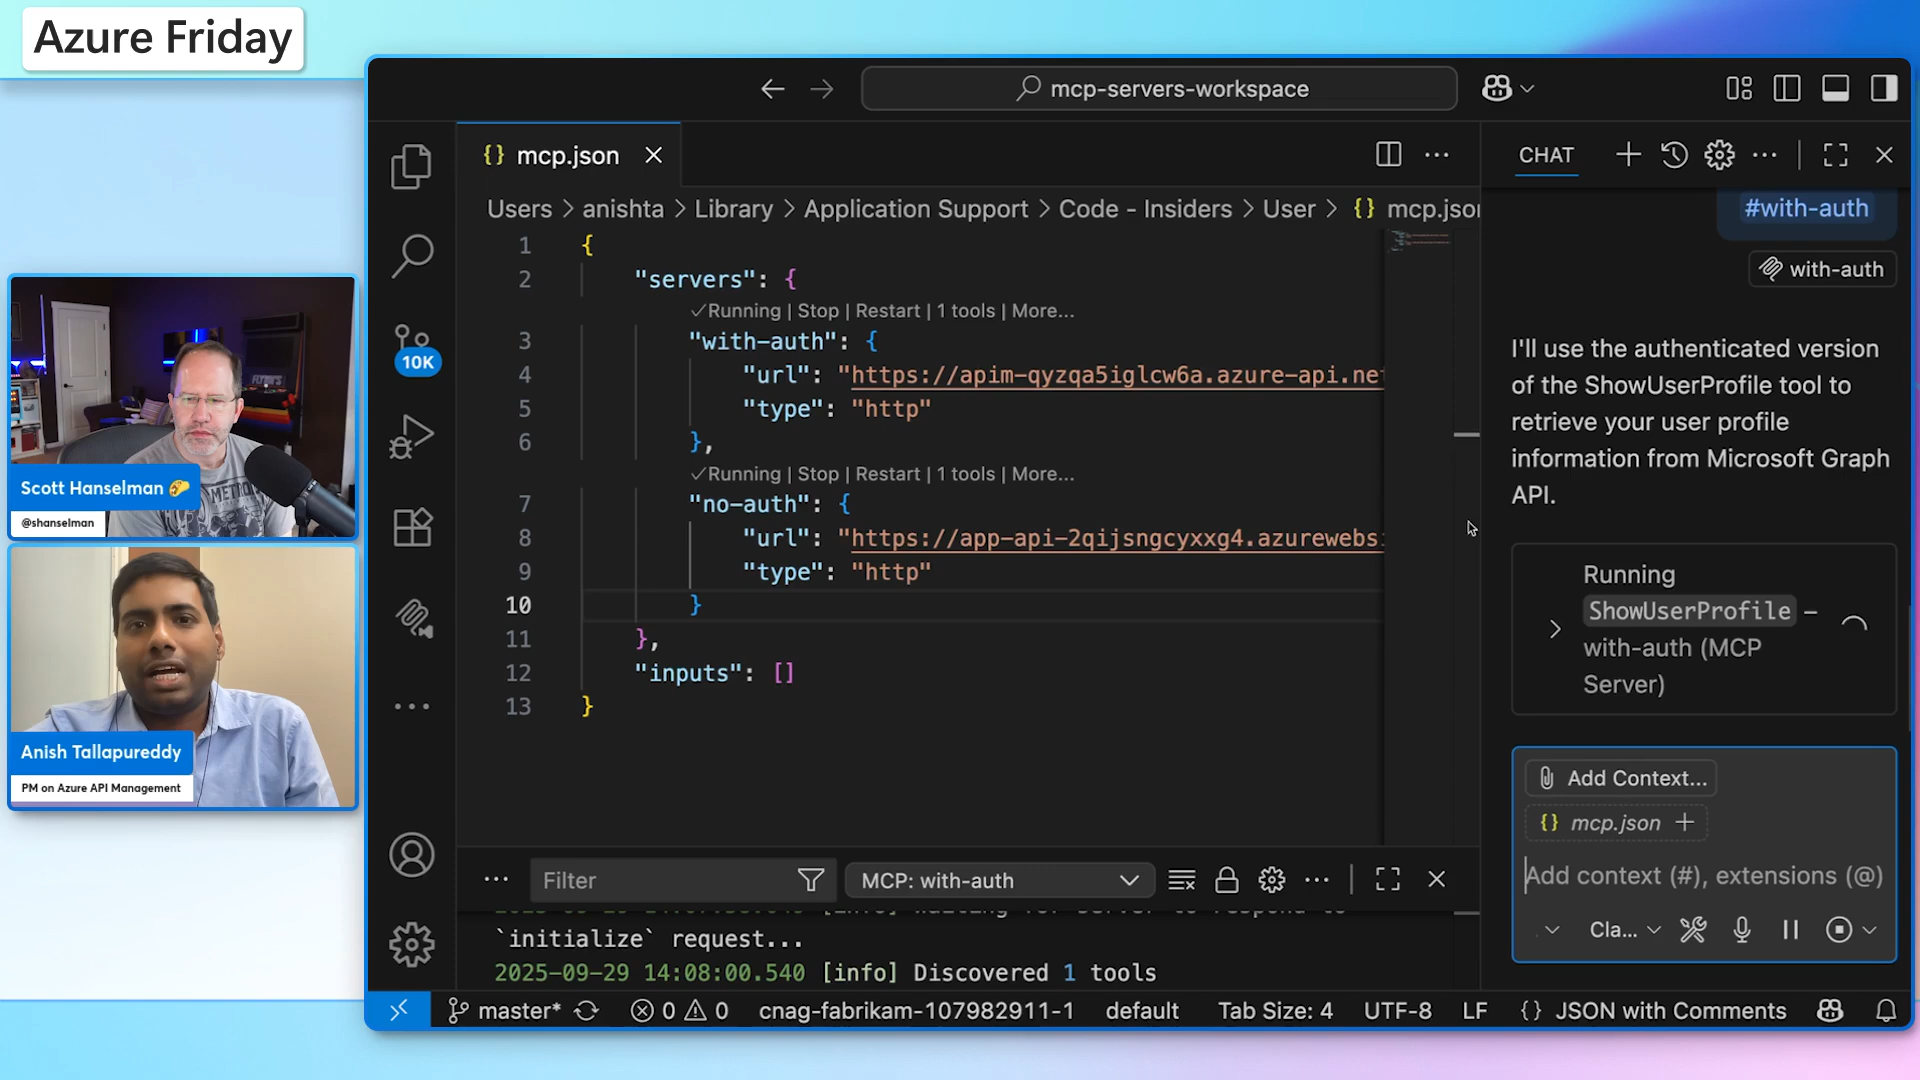 Azure Friday
mcp-servers-workspace
mcp.json
CHAT
Users > anishta > Library > Application Support > Code - Insiders > User > {} mcp.jso
1 {
2 "servers": {
✓Running | Stop | Restart | 1 tools | More...
3 "with-auth": {
4 "url": "https://apim-qyzqa5iglcw6a.azure-api.ne
5 "type": "http"
6 },
✓Running | Stop | Restart | 1 tools | More...
7 "no-auth": {
8 "url": "https://app-api-2qijsngcyxxg4.azurewebs
9 "type": "http"
10 }
11 },
12 "inputs": []
13 }
#with-auth
with-auth
I'll use the authenticated version
of the ShowUserProfile tool to
retrieve your user profile
information from Microsoft Graph
API.
Running
ShowUserProfile –
with-auth (MCP
Server)
Add Context...
{} mcp.json +
Add context (#), extensions (@)
Cla...
10K
Scott Hanselman
@shanselman
Anish Tallapureddy
PM on Azure API Management
Filter
MCP: with-auth
`initialize` request...
2025-09-29 14:08:00.540 [info] Discovered 1 tools
master* 0 0 cnag-fabrikam-107982911-1 default Tab Size: 4 UTF-8 LF {} JSON with Comments